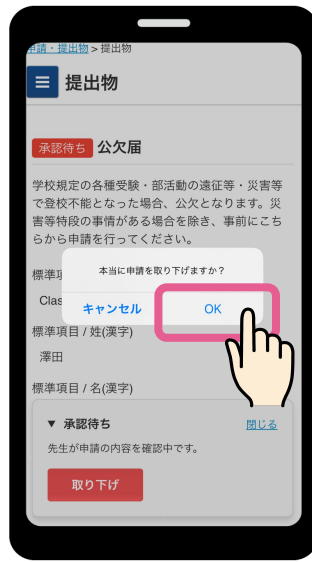 申請・提出物 > 提出物
提出物
承認待ち 公欠届
学校規定の各種受験・部活動の遠征等・災害等
で登校不能となった場合、公欠となります。災
害等特段の事情がある場合を除き、事前にこち
らから申請を行ってください。
標準項
本当に申請を取り下げますか？
Clas
キャンセル OK
標準項目 / 姓(漢字)
澤田
標準項目 / 名(漢字)
▼ 承認待ち 閉じる
先生が申請の内容を確認中です。
取り下げ